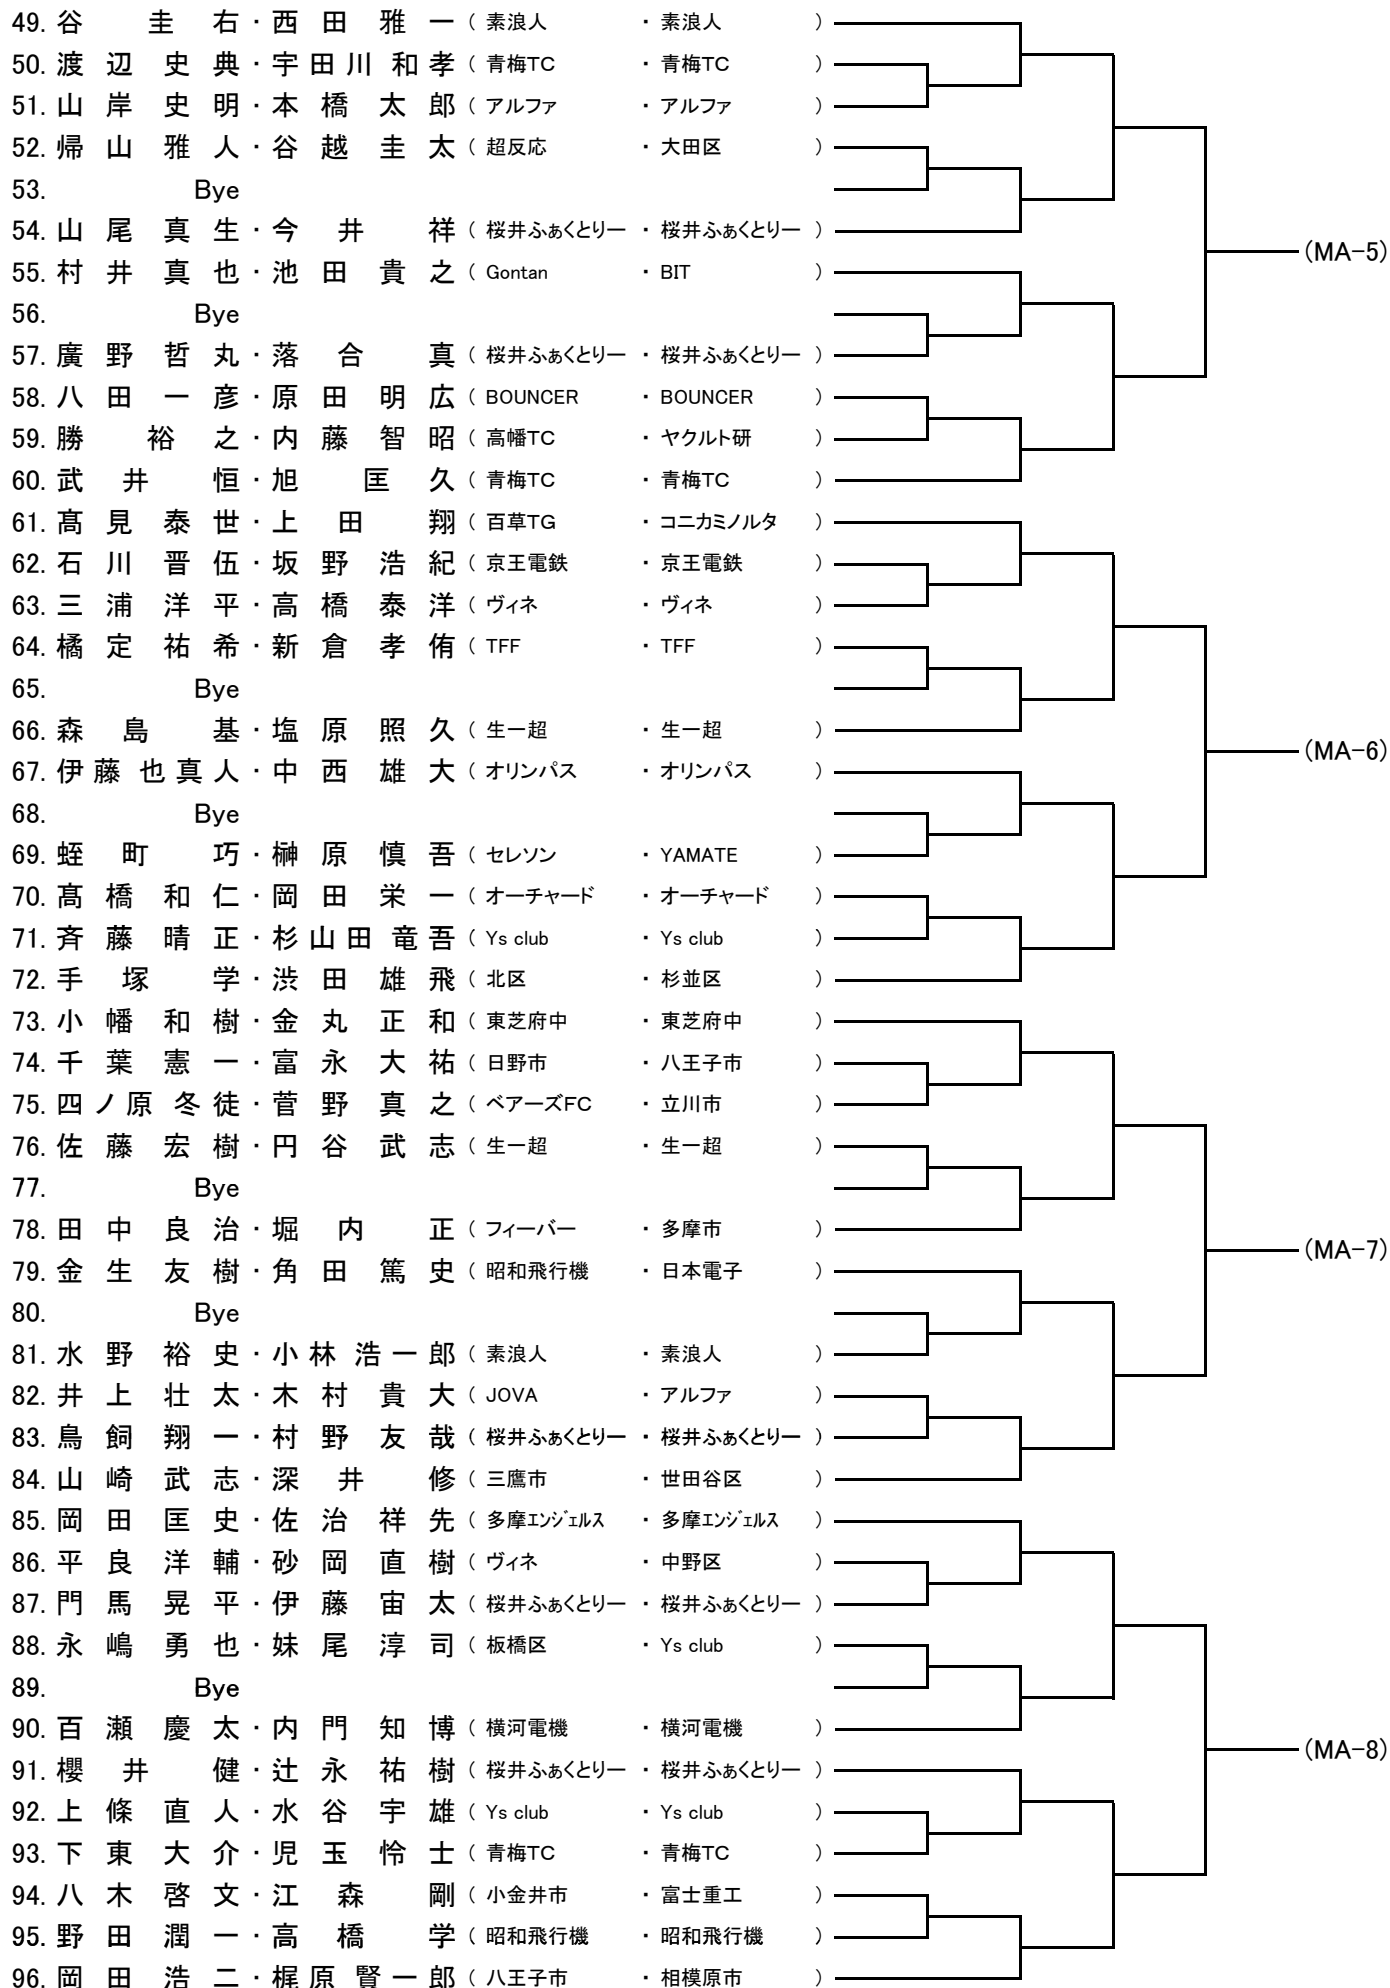 49. 谷 圭 右・西 田 雅 一 ( 素浪人 ・ 素浪人 )
50. 渡 辺 史 典・宇 田 川 和 孝 ( 青梅TC ・ 青梅TC )
51. 山 岸 史 明・本 橋 太 郎 ( アルファ ・ アルファ )
52. 帰 山 雅 人・谷 越 圭 太 ( 超反応 ・ 大田区 )
53. Bye
54. 山 尾 真 生・今 井 祥 ( 桜井ふぁくとりー ・ 桜井ふぁくとりー )
(MA-5)
55. 村 井 真 也・池 田 貴 之 ( Gontan ・ BIT )
56. Bye
57. 廣 野 哲 丸・落 合 真 ( 桜井ふぁくとりー ・ 桜井ふぁくとりー )
58. 八 田 一 彦・原 田 明 広 ( BOUNCER ・ BOUNCER )
59. 勝 裕 之・内 藤 智 昭 ( 高幡TC ・ ヤクルト研 )
60. 武 井 恒・旭 匡 久 ( 青梅TC ・ 青梅TC )
61. 髙 見 泰 世・上 田 翔 ( 百草TG ・ コニカミノルタ )
62. 石 川 晋 伍・坂 野 浩 紀 ( 京王電鉄 ・ 京王電鉄 )
63. 三 浦 洋 平・高 橋 泰 洋 ( ヴィネ ・ ヴィネ )
64. 橘 定 祐 希・新 倉 孝 侑 ( TFF ・ TFF )
65. Bye
66. 森 島 基・塩 原 照 久 ( 生一超 ・ 生一超 )
(MA-6)
67. 伊 藤 也 真 人・中 西 雄 大 ( オリンパス ・ オリンパス )
68. Bye
69. 蛭 町 巧・榊 原 慎 吾 ( セレソン ・ YAMATE )
70. 髙 橋 和 仁・岡 田 栄 一 ( オーチャード ・ オーチャード )
71. 斉 藤 晴 正・杉 山 田 竜 吾 ( Ys club ・ Ys club )
72. 手 塚 学・渋 田 雄 飛 ( 北区 ・ 杉並区 )
73. 小 幡 和 樹・金 丸 正 和 ( 東芝府中 ・ 東芝府中 )
74. 千 葉 憲 一・富 永 大 祐 ( 日野市 ・ 八王子市 )
75. 四 ノ 原 冬 徒・菅 野 真 之 ( ベアーズFC ・ 立川市 )
76. 佐 藤 宏 樹・円 谷 武 志 ( 生一超 ・ 生一超 )
77. Bye
78. 田 中 良 治・堀 内 正 ( フィーバー ・ 多摩市 )
(MA-7)
79. 金 生 友 樹・角 田 篤 史 ( 昭和飛行機 ・ 日本電子 )
80. Bye
81. 水 野 裕 史・小 林 浩 一 郎 ( 素浪人 ・ 素浪人 )
82. 井 上 壮 太・木 村 貴 大 ( JOVA ・ アルファ )
83. 鳥 飼 翔 一・村 野 友 哉 ( 桜井ふぁくとりー ・ 桜井ふぁくとりー )
84. 山 崎 武 志・深 井 修 ( 三鷹市 ・ 世田谷区 )
85. 岡 田 匡 史・佐 治 祥 先 ( 多摩エンジェルス ・ 多摩エンジェルス )
86. 平 良 洋 輔・砂 岡 直 樹 ( ヴィネ ・ 中野区 )
87. 門 馬 晃 平・伊 藤 宙 太 ( 桜井ふぁくとりー ・ 桜井ふぁくとりー )
88. 永 嶋 勇 也・妹 尾 淳 司 ( 板橋区 ・ Ys club )
89. Bye
90. 百 瀬 慶 太・内 門 知 博 ( 横河電機 ・ 横河電機 )
(MA-8)
91. 櫻 井 健・辻 永 祐 樹 ( 桜井ふぁくとりー ・ 桜井ふぁくとりー )
92. 上 條 直 人・水 谷 宇 雄 ( Ys club ・ Ys club )
93. 下 東 大 介・児 玉 怜 士 ( 青梅TC ・ 青梅TC )
94. 八 木 啓 文・江 森 剛 ( 小金井市 ・ 富士重工 )
95. 野 田 潤 一・高 橋 学 ( 昭和飛行機 ・ 昭和飛行機 )
96. 岡 田 浩 二・梶 原 賢 一 郎 ( 八王子市 ・ 相模原市 )